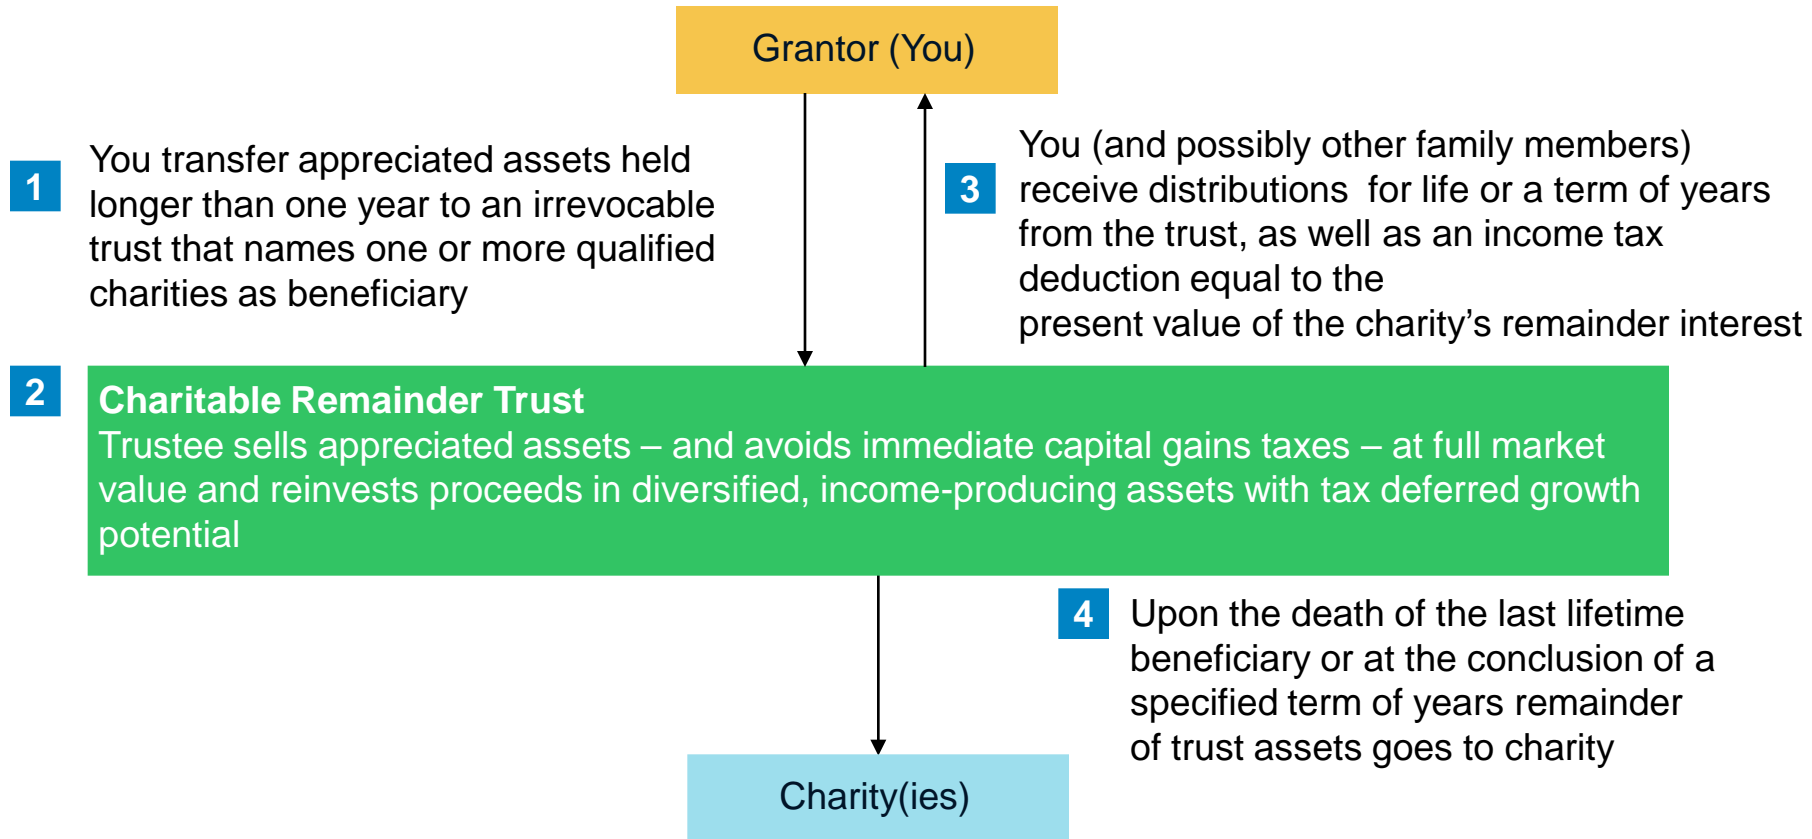 Grantor (You)
1
You transfer appreciated assets held
longer than one year to an irrevocable
trust that names one or more qualified
charities as beneficiary
3
You (and possibly other family members)
receive distributions  for life or a term of years
from the trust, as well as an income tax
deduction equal to the
present value of the charity’s remainder interest
2
Charitable Remainder Trust
Trustee sells appreciated assets – and avoids immediate capital gains taxes – at full market
value and reinvests proceeds in diversified, income-producing assets with tax deferred growth
potential
4
Upon the death of the last lifetime
beneficiary or at the conclusion of a
specified term of years remainder
of trust assets goes to charity
Charity(ies)